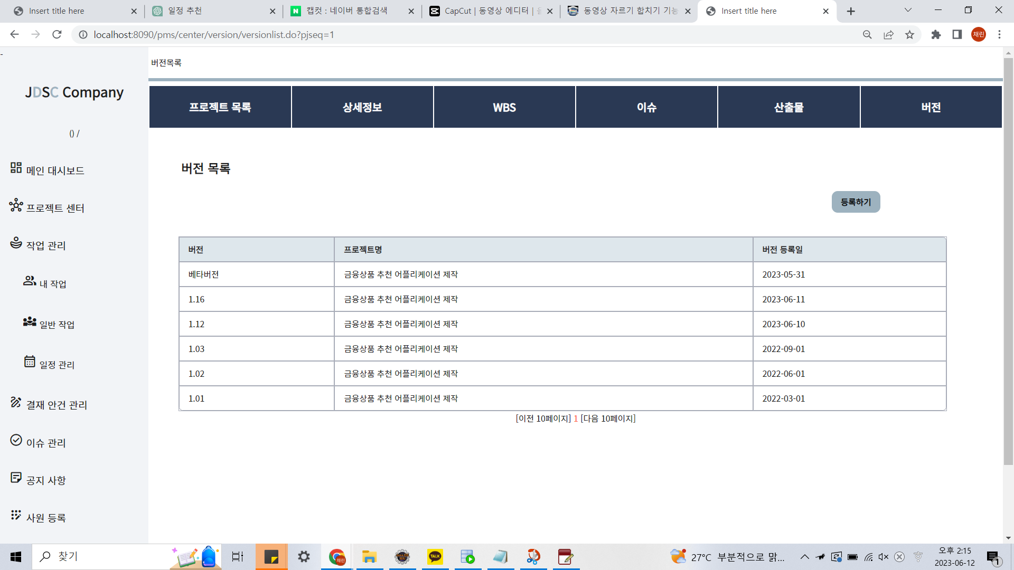 Insert title here
일정 추천
캡컷 : 네이버 통합검색
CapCut | 동영상 에디터 |
동영상 자르기 합치기 기능
Insert title here
localhost:8090/pms/center/version/versionlist.do?pjseq=1
채린
JDSC Company
() /
메인 대시보드
프로젝트 센터
작업 관리
내 작업
일반 작업
일정 관리
결재 안건 관리
이슈 관리
공지 사항
사원 등록
버전목록
프로젝트 목록
상세정보
WBS
이슈
산출물
버전
버전 목록
등록하기
버전 프로젝트명 버전 등록일
베타버전 금융상품 추천 어플리케이션 제작 2023-05-31
1.16 금융상품 추천 어플리케이션 제작 2023-06-11
1.12 금융상품 추천 어플리케이션 제작 2023-06-10
1.03 금융상품 추천 어플리케이션 제작 2022-09-01
1.02 금융상품 추천 어플리케이션 제작 2022-06-01
1.01 금융상품 추천 어플리케이션 제작 2022-03-01
[이전 10페이지] 1 [다음 10페이지]
찾기
27°C 부분적으로 맑...
오후 2:15
2023-06-12
1